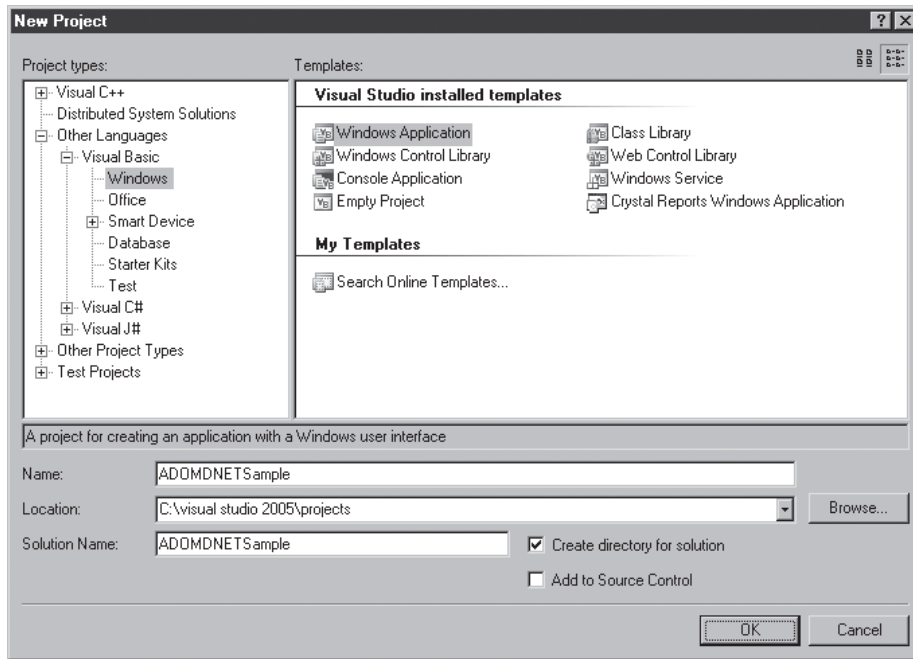 New Project
Project types:
Visual C++
Distributed System Solutions
Other Languages
Visual Basic
Windows
Office
Smart Device
Database
Starter Kits
Test
Visual C#
Visual J#
Other Project Types
Test Projects
Templates:
Visual Studio installed templates
Windows Application
Class Library
Windows Control Library
Web Control Library
Console Application
Windows Service
Empty Project
Crystal Reports Windows Application
My Templates
Search Online Templates...
A project for creating an application with a Windows user interface
Name: ADOMDNETSample
Location: C:\visual studio 2005\projects Browse...
Solution Name: ADOMDNETSample Create directory for solution
Add to Source Control
OK Cancel